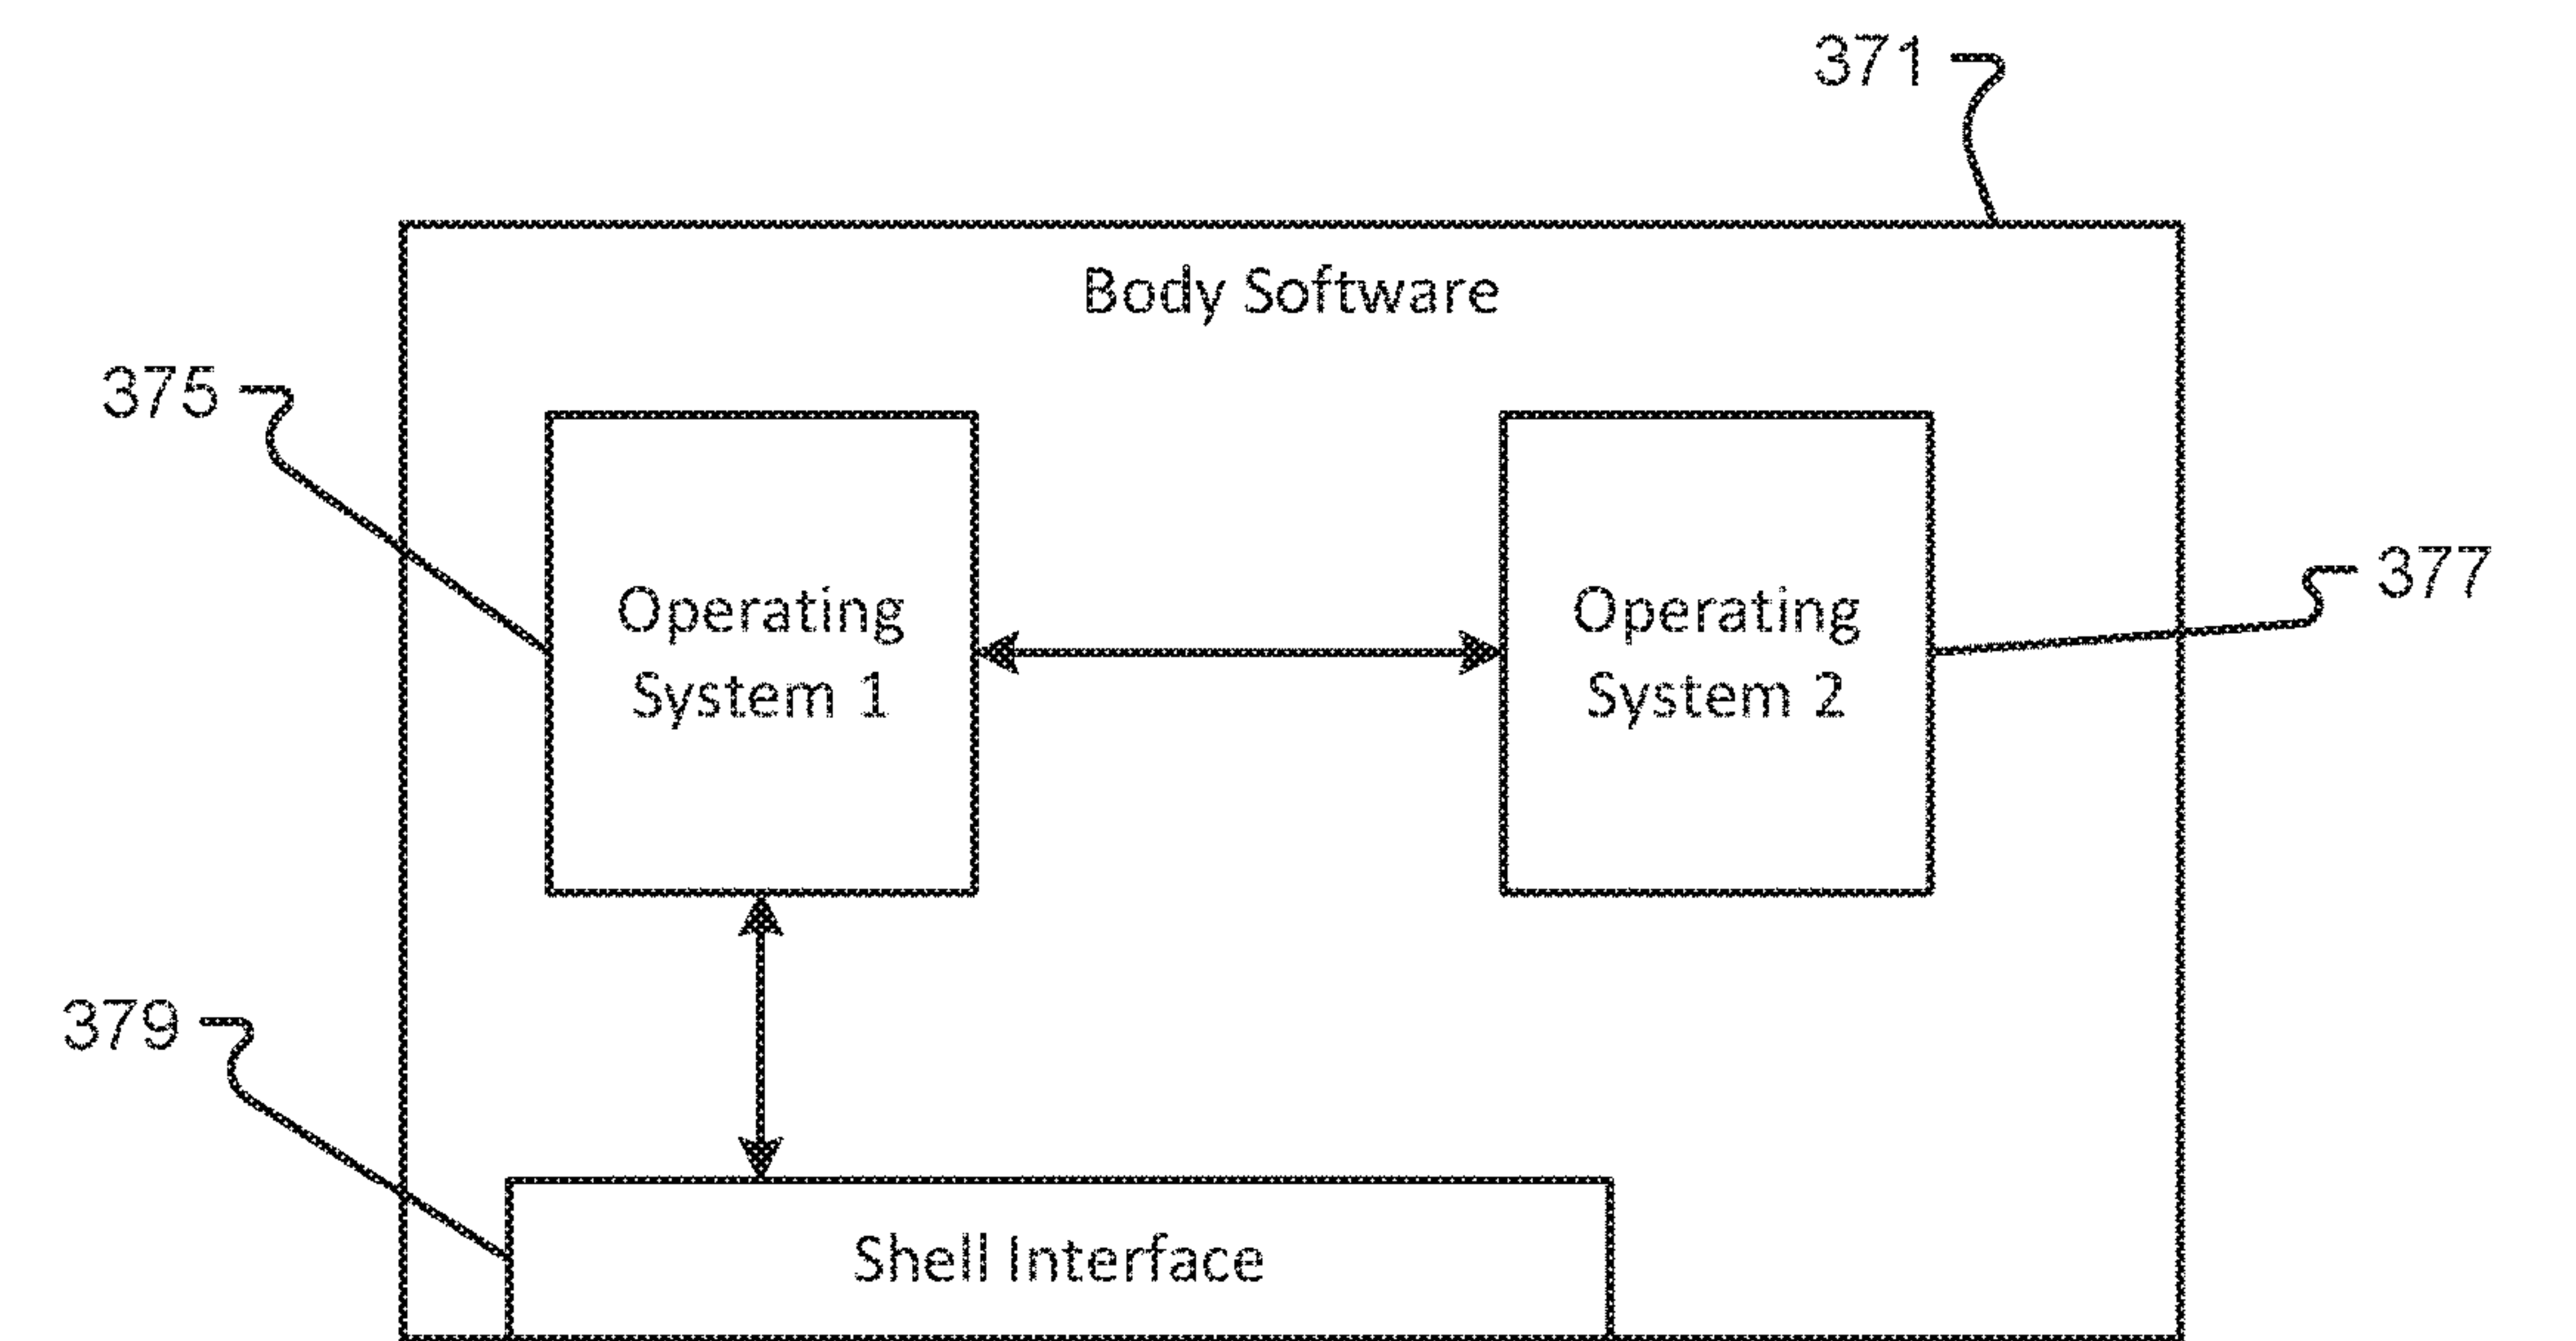 371
Body Software
375
Operating
System 1
Operating
System 2
377
379
Shell Interface